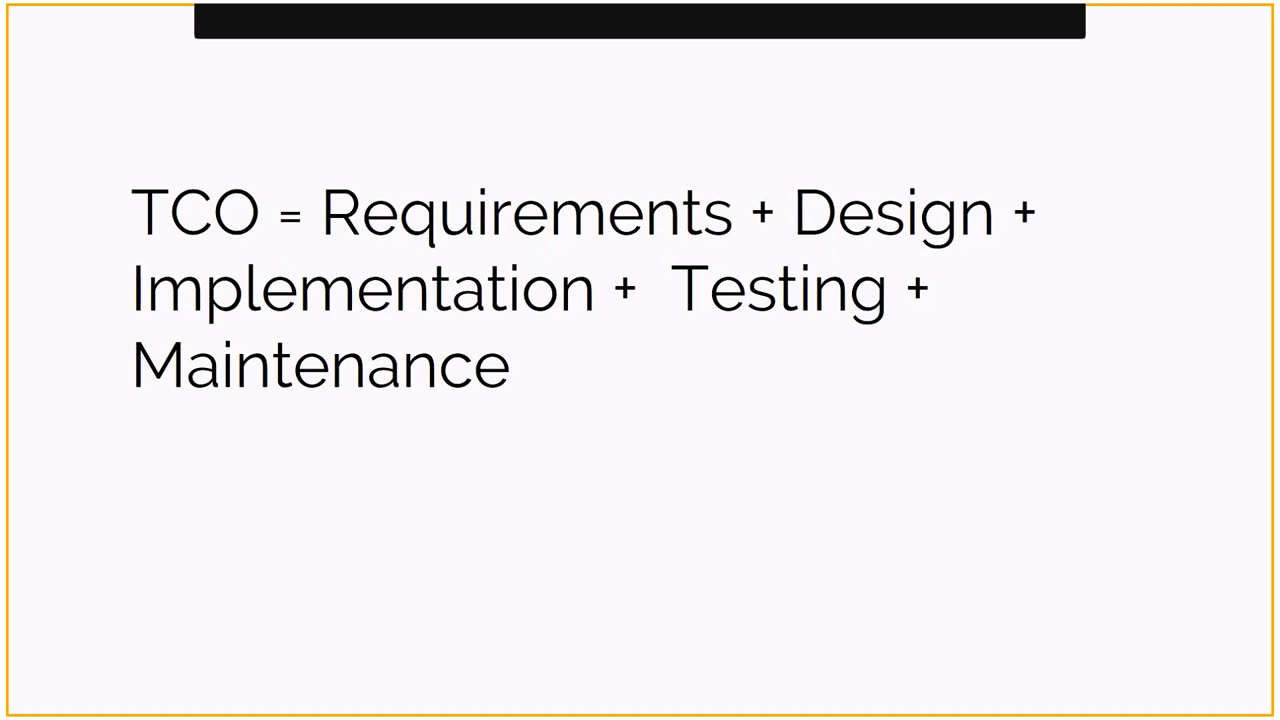 TCO = Requirements + Design +
Implementation +  Testing +
Maintenance